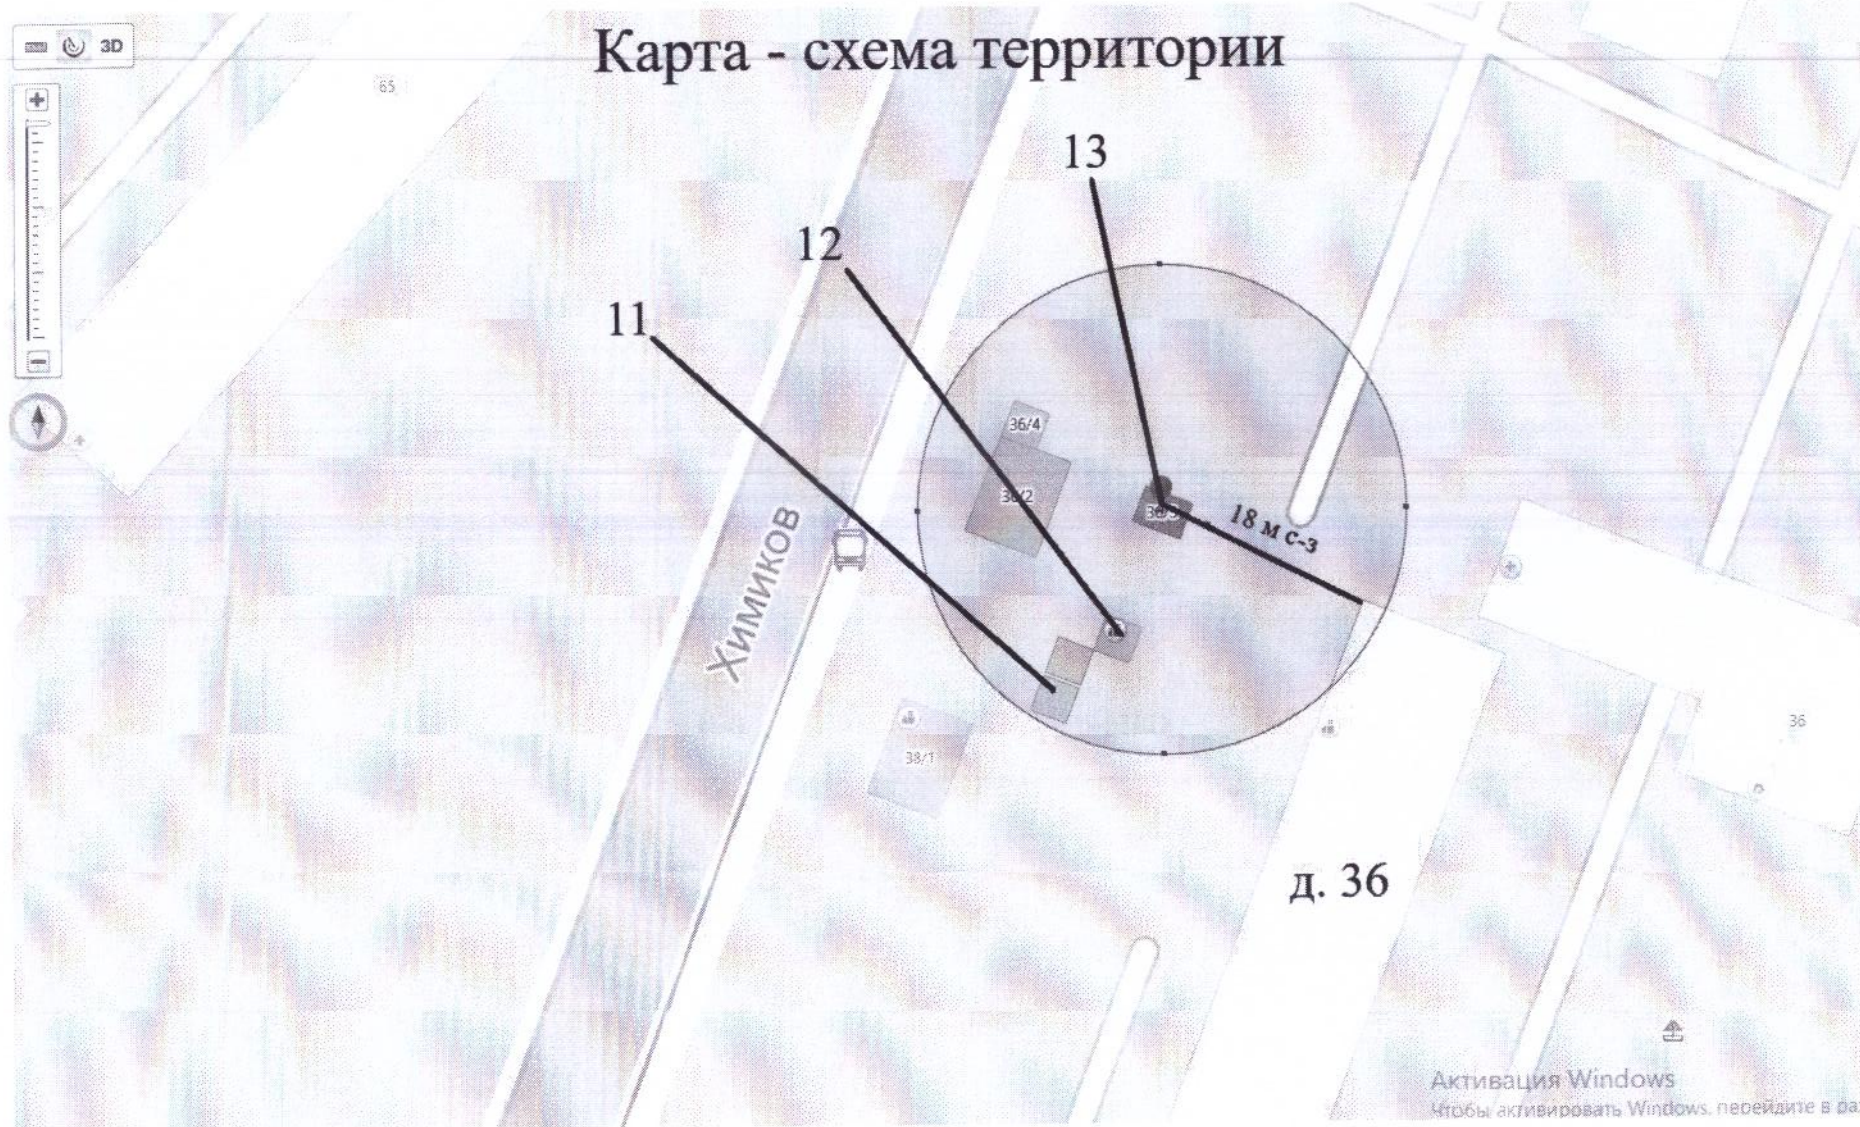 3D
Карта - схема территории
65
13
12
11
36/4
36/2
18 м с-з
Химиков
38/1
36
д. 36
Активация Windows
Чтобы активировать Windows, перейдите в ра